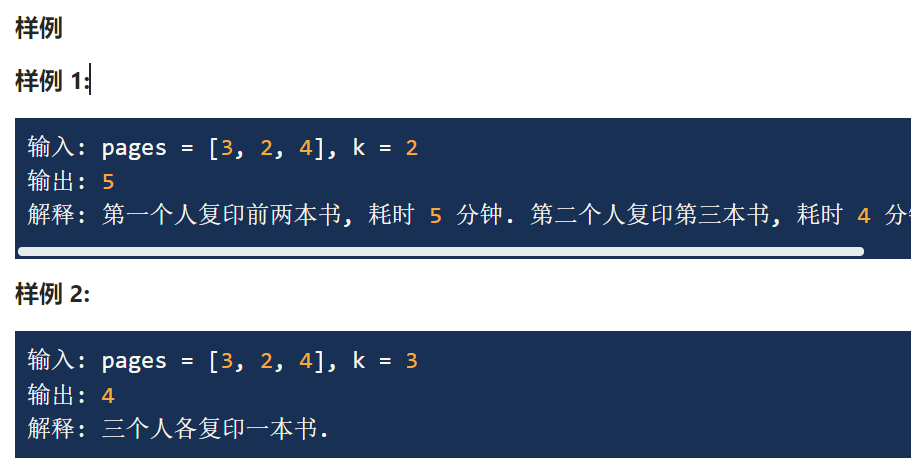 样例
样例 1:
输入: pages = [3, 2, 4], k = 2
输出: 5
解释: 第一个人复印前两本书, 耗时 5 分钟. 第二个人复印第三本书, 耗时 4 分
样例 2:
输入: pages = [3, 2, 4], k = 3
输出: 4
解释: 三个人各复印一本书.